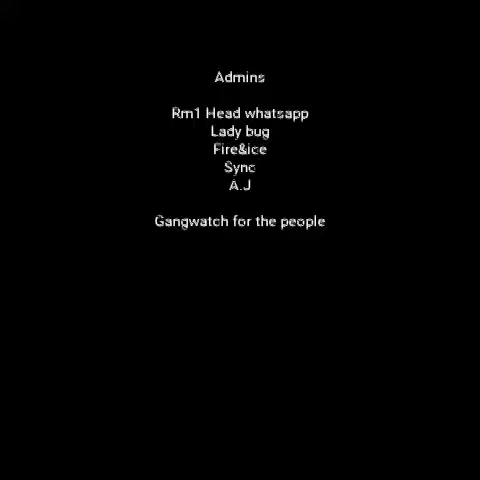 Admins
Rm1 Head whatsapp
Lady bug
Fire&ice
Sync
A.J
Gangwatch for the people